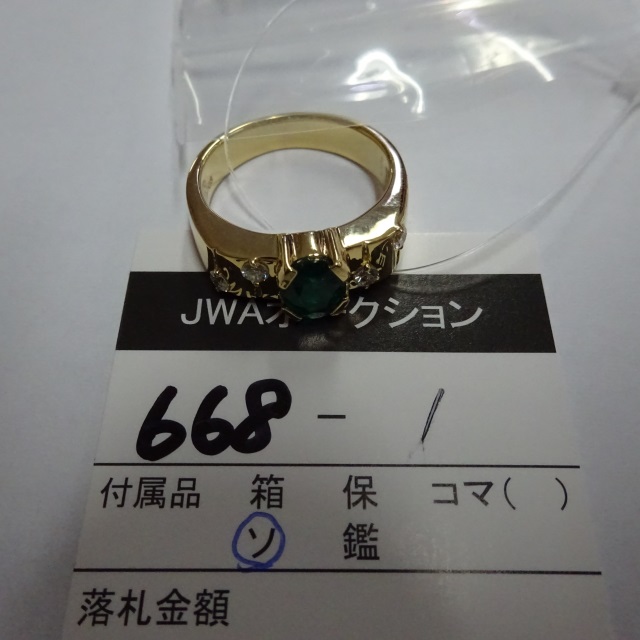 JWAオークション
668-1
付属品 箱 保 コマ( )
ソ 鑑
落札金額